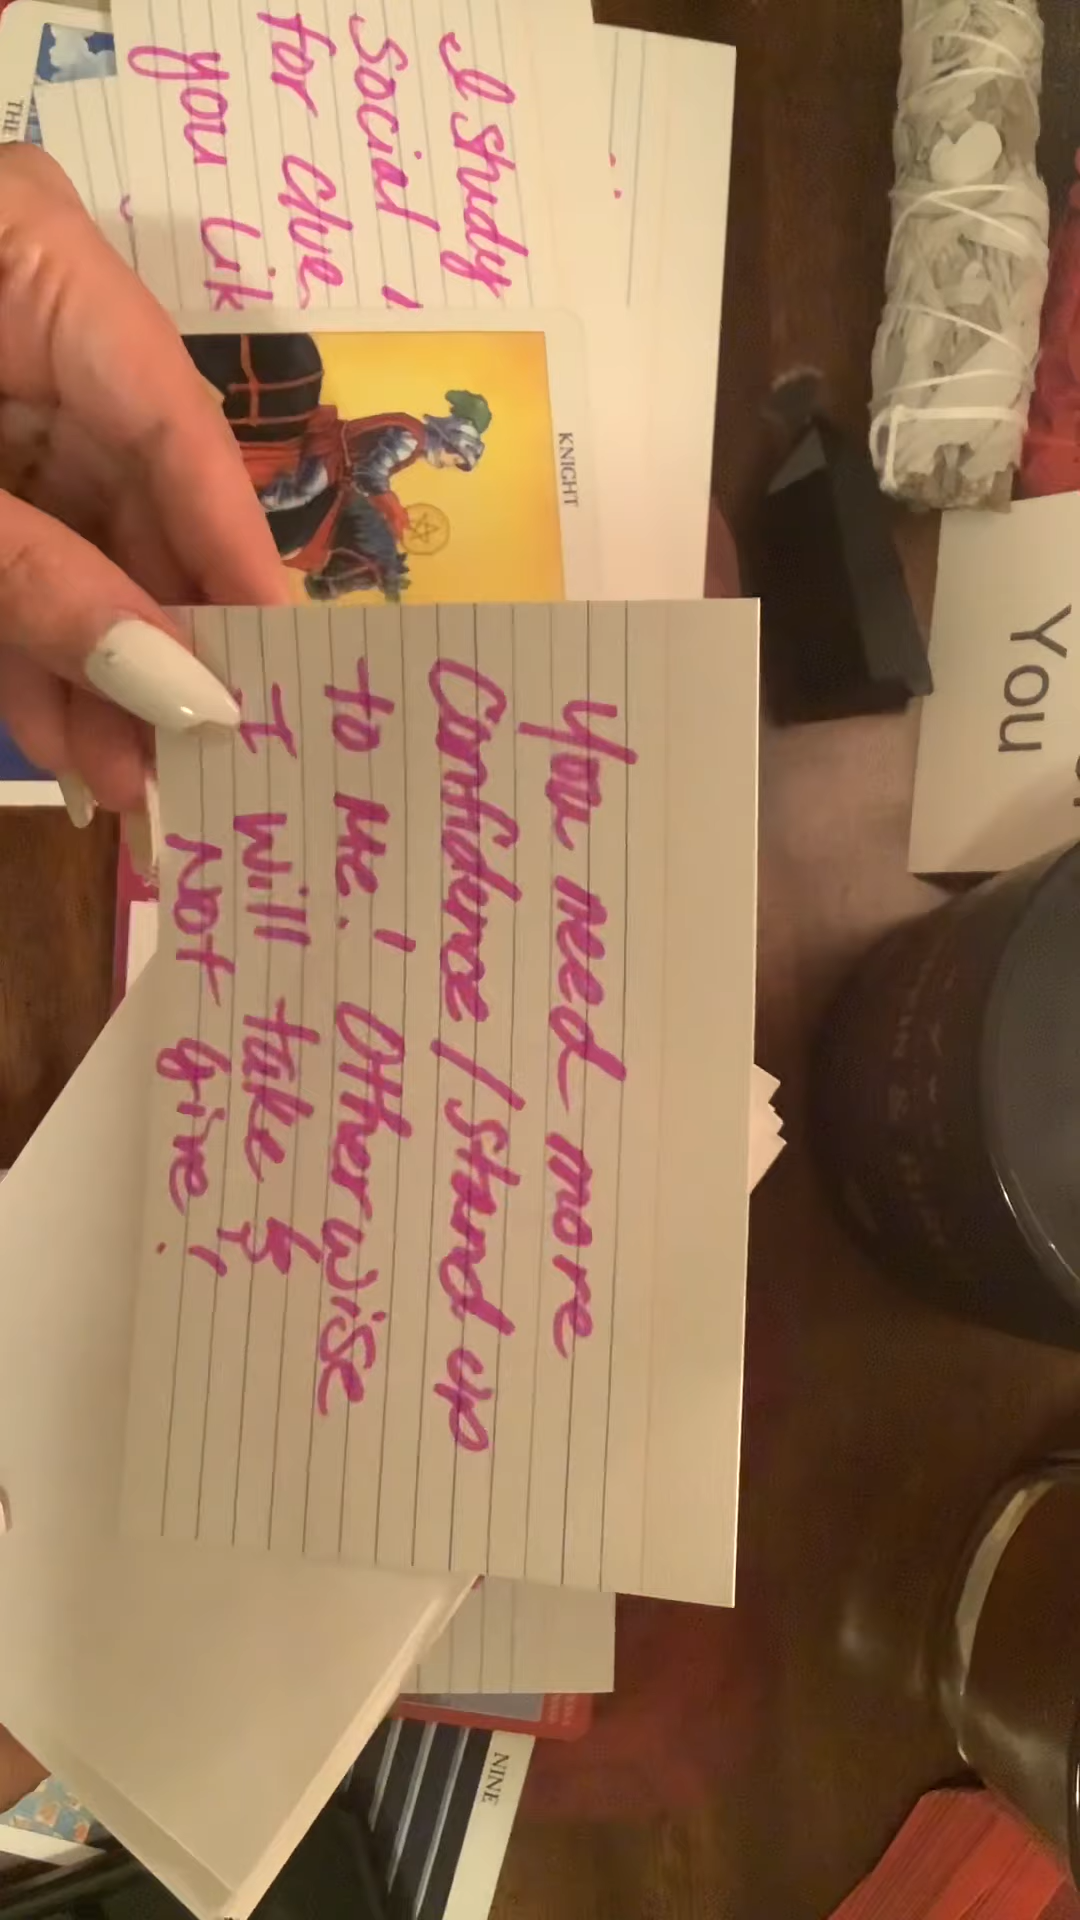 I Study
Social
for Clue
you Lik
THE
KNIGHT
You
You need more
Confidence / Stand up
to Me! Otherwise
I will take &
Not Give!
NINE